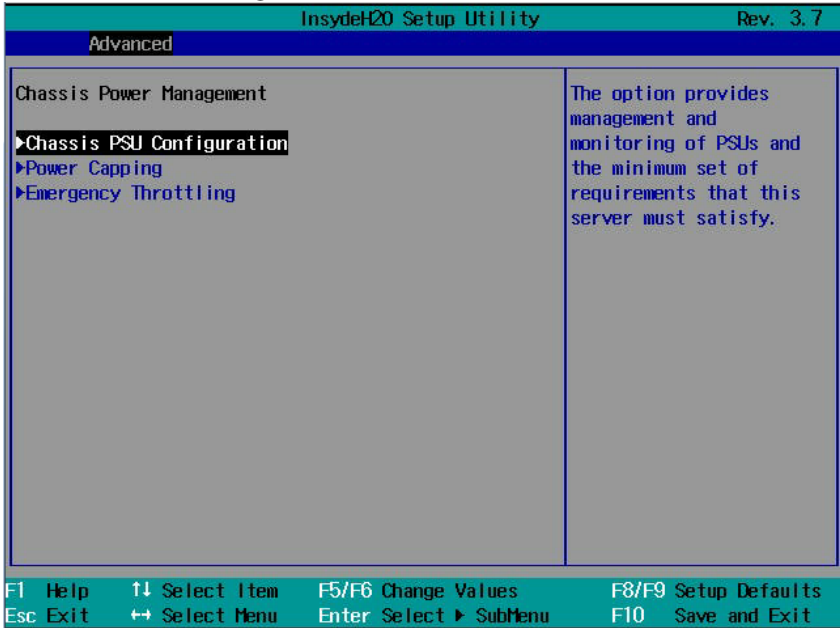 InsydeH20 Setup Utility Rev. 3.7
Advanced
Chassis Power Management
▶Chassis PSU Configuration
▶Power Capping
▶Emergency Throttling
The option provides
management and
monitoring of PSUs and
the minimum set of
requirements that this
server must satisfy.
F1 Help ↑↓ Select Item F5/F6 Change Values F8/F9 Setup Defaults
Esc Exit ↔ Select Menu Enter Select ▶ SubMenu F10 Save and Exit